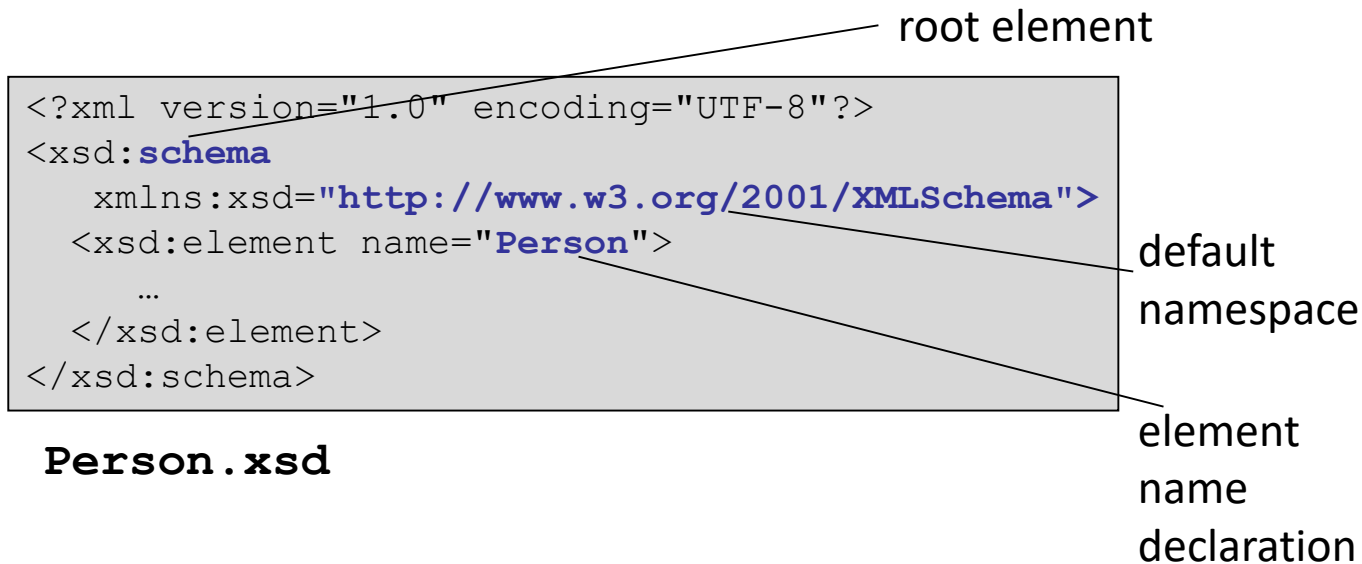 root element
<?xml version="1.0" encoding="UTF-8"?>
<xsd:schema
xmlns:xsd="http://www.w3.org/2001/XMLSchema">
<xsd:element name="Person">
…
</xsd:element>
</xsd:schema>
default
namespace
Person.xsd
element
name
declaration